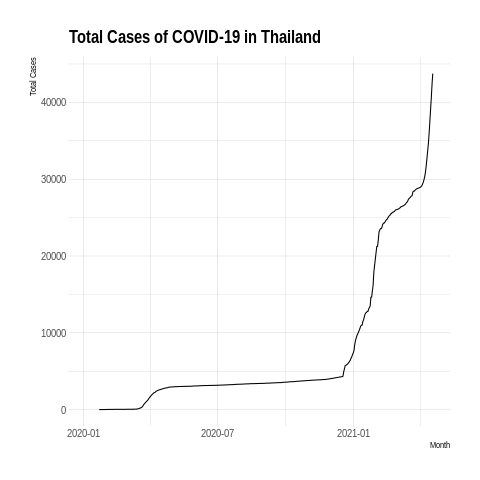 Total Cases of COVID-19 in Thailand
Total Cases
40000
30000
20000
10000
0
2020-01 2020-07 2021-01
Month